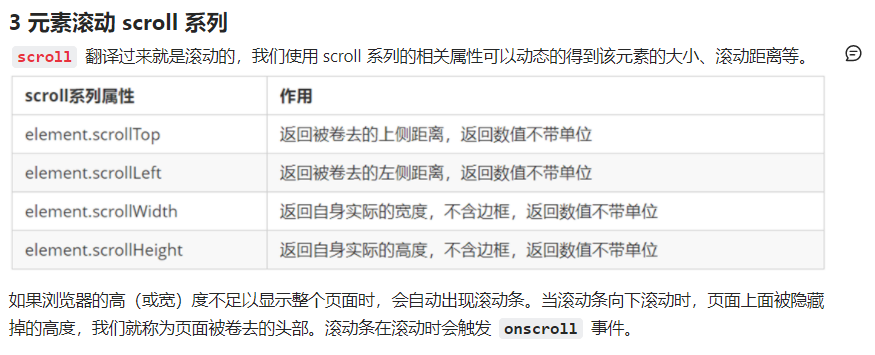 3 元素滚动 scroll 系列
scroll 翻译过来就是滚动的，我们使用 scroll 系列的相关属性可以动态的得到该元素的大小、滚动距离等。
scroll系列属性 作用
element.scrollTop 返回被卷去的上侧距离，返回数值不带单位
element.scrollLeft 返回被卷去的左侧距离，返回数值不带单位
element.scrollWidth 返回自身实际的宽度，不含边框，返回数值不带单位
element.scrollHeight 返回自身实际的高度，不含边框，返回数值不带单位
如果浏览器的高（或宽）度不足以显示整个页面时，会自动出现滚动条。当滚动条向下滚动时，页面上面被隐藏
掉的高度，我们就称为页面被卷去的头部。滚动条在滚动时会触发 onscroll 事件。